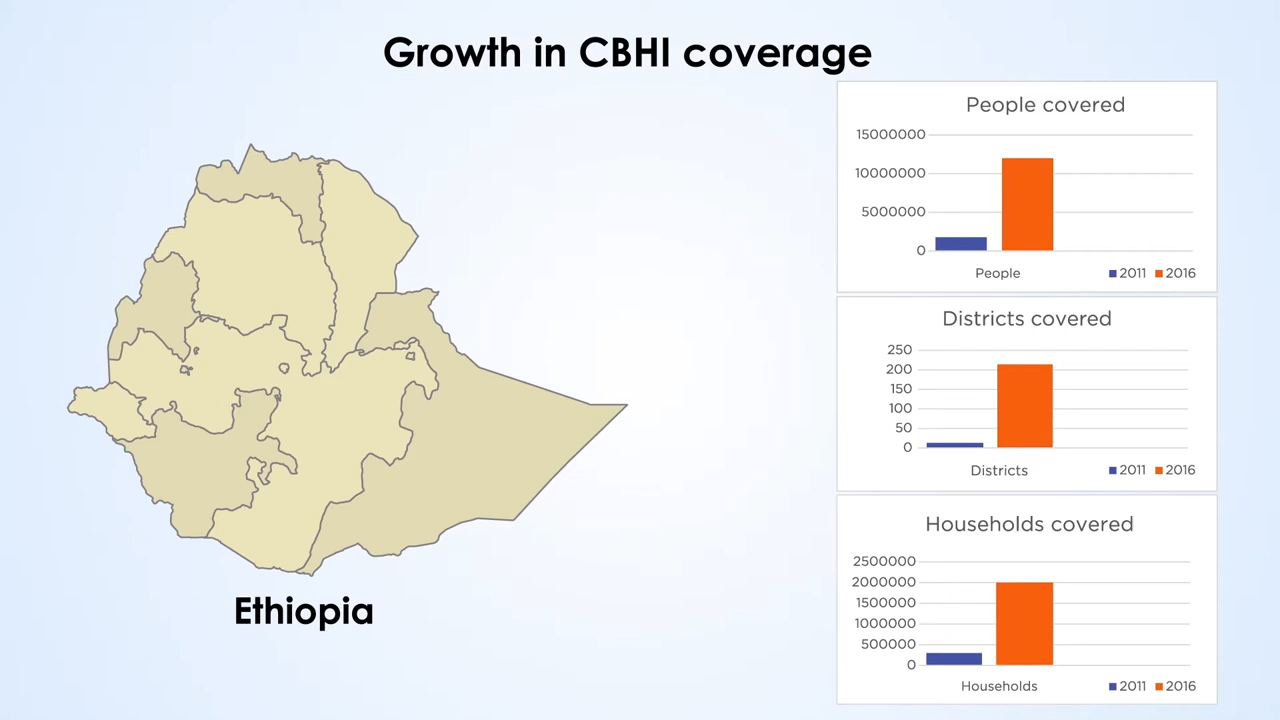 Growth in CBHI coverage
Ethiopia
People covered
15000000
10000000
5000000
0
People
2011 2016
Districts covered
250
200
150
100
50
0
Districts
2011 2016
Households covered
2500000
2000000
1500000
1000000
500000
0
Households
2011 2016